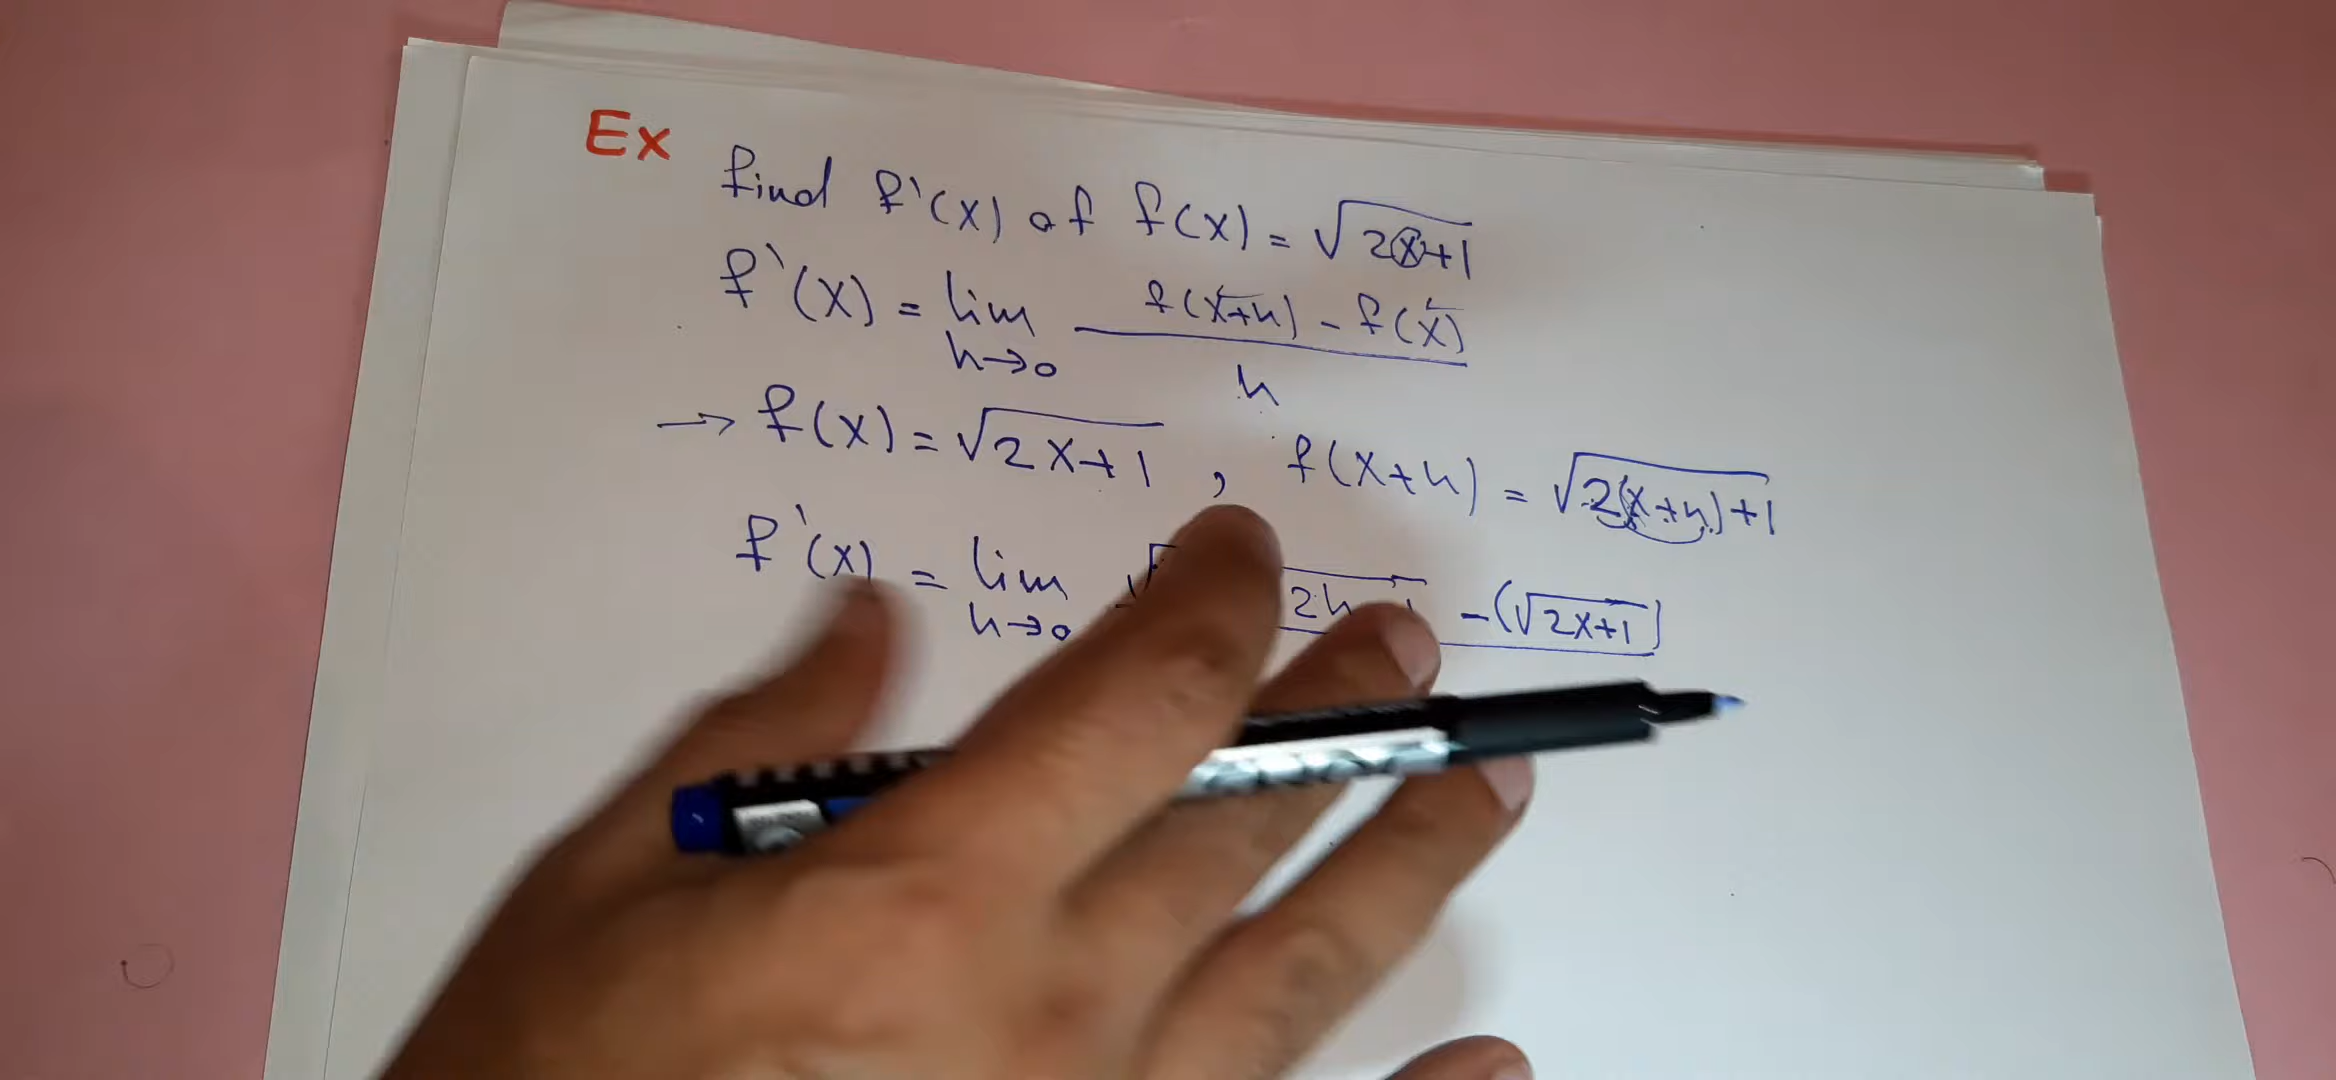 Ex
find f'(x) of f(x) = √2x+1
f'(x) = lim h→0 f(x+h) - f(x) / h
→ f(x) = √2x+1 , f(x+h) = √2(x+h)+1
f'(x) = lim h→0 √ 2h - (√2x+1)